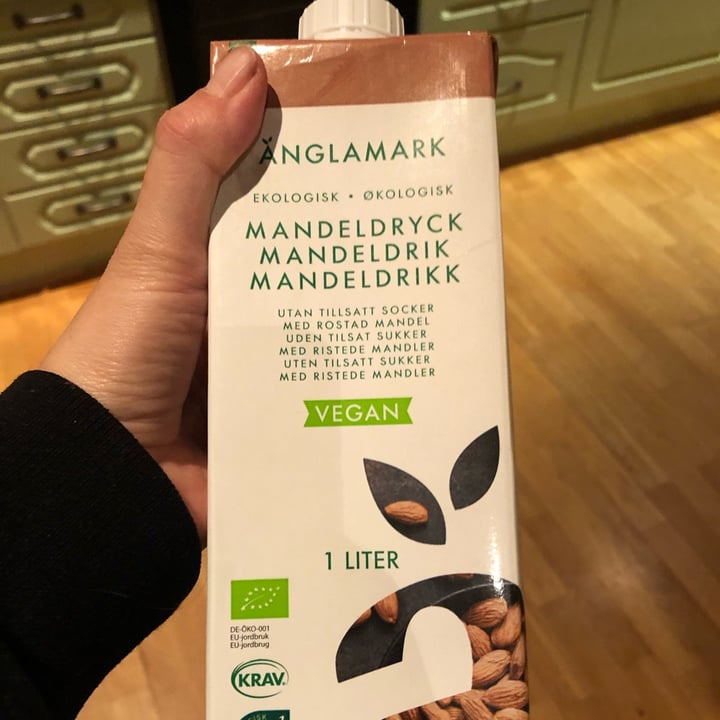 ÄNGLAMARK
EKOLOGISK • ØKOLOGISK
MANDELDRYCK
MANDELDRIK
MANDELDRIKK
UTAN TILLSATT SOCKER
MED ROSTAD MANDEL
UDEN TILSAT SUKKER
MED RISTEDE MANDLER
UTEN TILSATT SUKKER
MED RISTEDE MANDLER
VEGAN
1 LITER
DE-ÖKO-001
EU-jordbruk
EU-jordbrug
KRAV